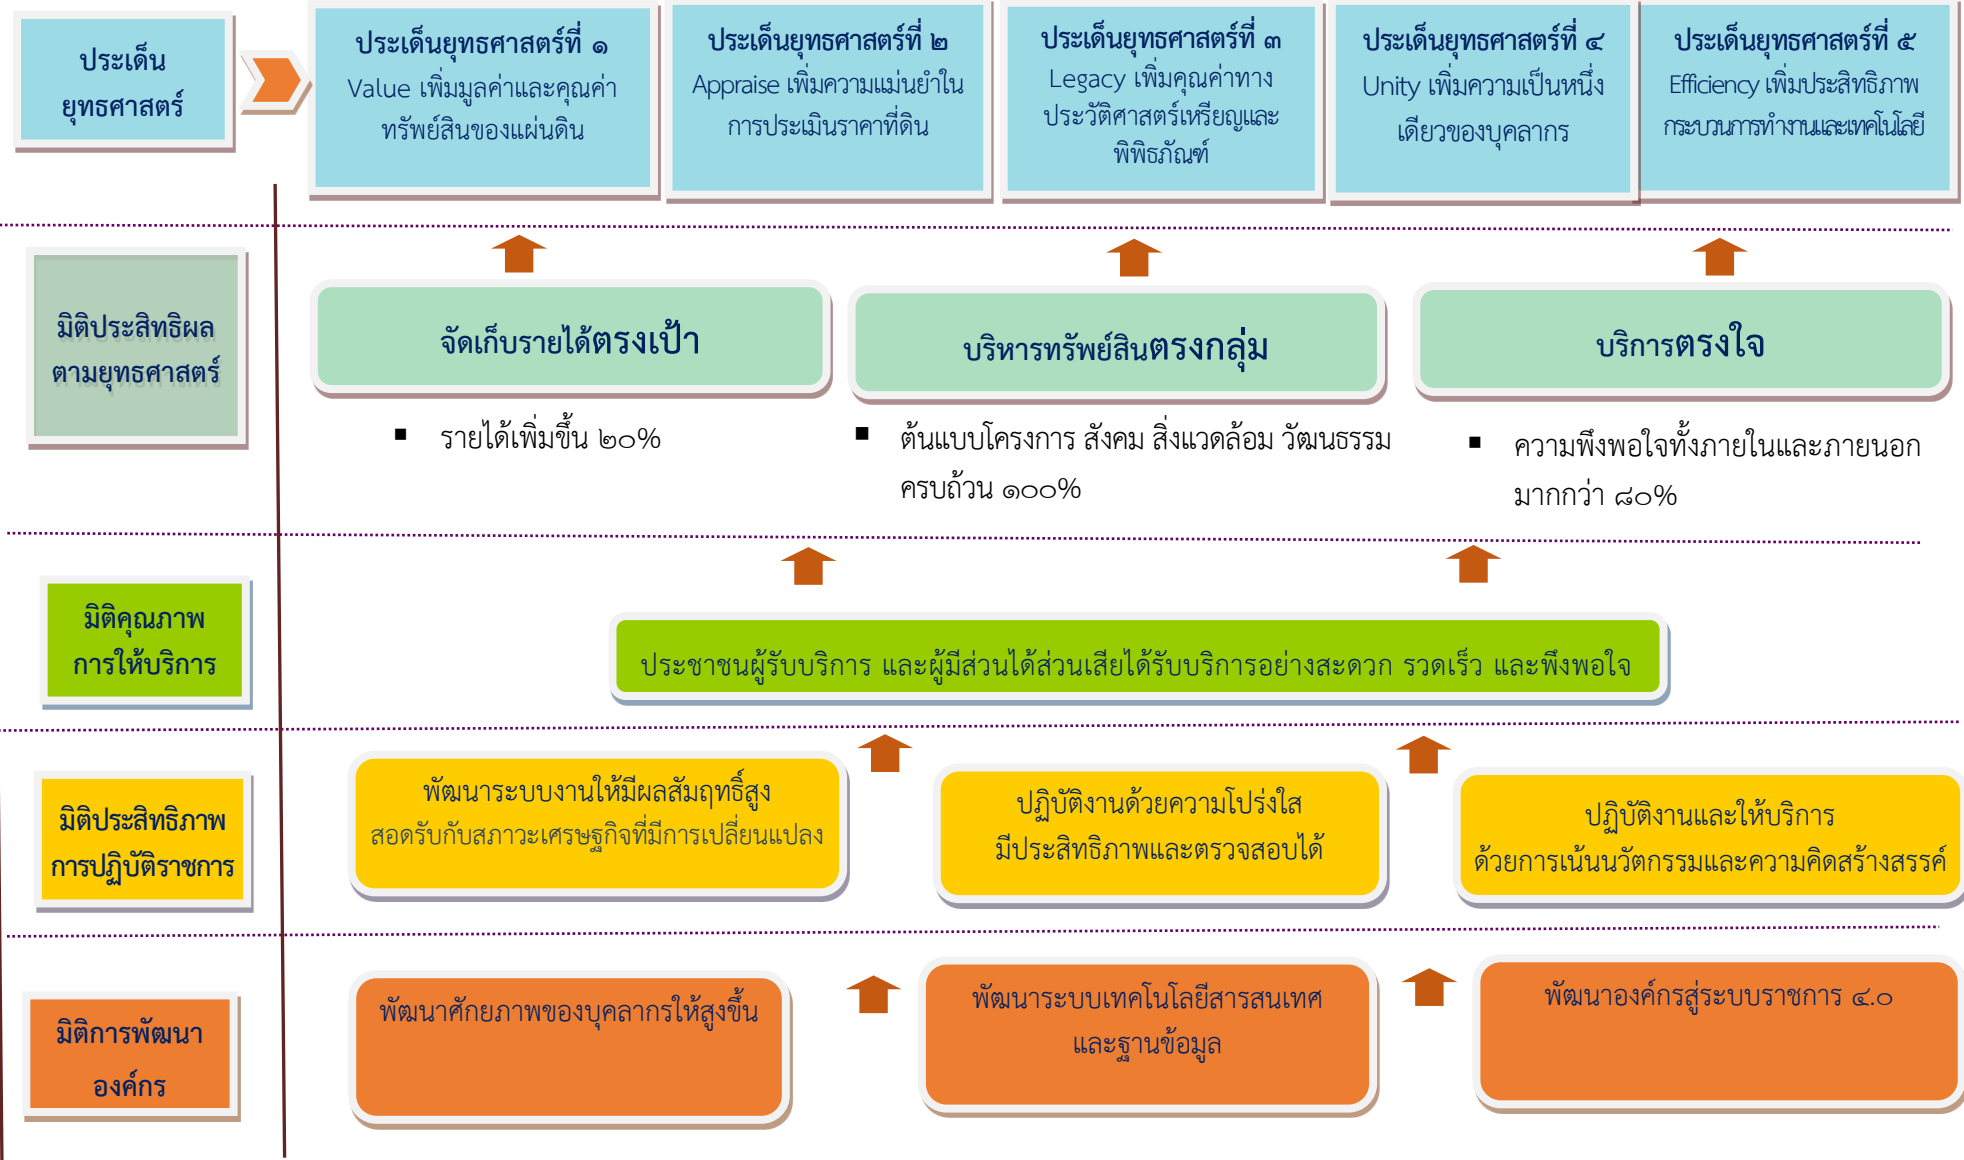 ประเด็น
ยุทธศาสตร์
ประเด็นยุทธศาสตร์ที่ ๑
Value เพิ่มมูลค่าและคุณค่า
ทรัพย์สินของแผ่นดิน
ประเด็นยุทธศาสตร์ที่ ๒
Appraise เพิ่มความแม่นยำใน
การประเมินราคาที่ดิน
ประเด็นยุทธศาสตร์ที่ ๓
Legacy เพิ่มคุณค่าทาง
ประวัติศาสตร์เหรียญและ
พิพิธภัณฑ์
ประเด็นยุทธศาสตร์ที่ ๔
Unity เพิ่มความเป็นหนึ่ง
เดียวของบุคลากร
ประเด็นยุทธศาสตร์ที่ ๕
Efficiency เพิ่มประสิทธิภาพ
กระบวนการทำงานและเทคโนโลยี
มิติประสิทธิผล
ตามยุทธศาสตร์
จัดเก็บรายได้ตรงเป้า
▪ รายได้เพิ่มขึ้น ๒๐%
บริหารทรัพย์สินตรงกลุ่ม
▪ ต้นแบบโครงการ สังคม สิ่งแวดล้อม วัฒนธรรม
ครบถ้วน ๑๐๐%
บริการตรงใจ
▪ ความพึงพอใจทั้งภายในและภายนอก
มากกว่า ๘๐%
มิติคุณภาพ
การให้บริการ
ประชาชนผู้รับบริการ และผู้มีส่วนได้ส่วนเสียได้รับบริการอย่างสะดวก รวดเร็ว และพึงพอใจ
มิติประสิทธิภาพ
การปฏิบัติราชการ
พัฒนาระบบงานให้มีผลสัมฤทธิ์สูง
สอดรับกับสภาวะเศรษฐกิจที่มีการเปลี่ยนแปลง
ปฏิบัติงานด้วยความโปร่งใส
มีประสิทธิภาพและตรวจสอบได้
ปฏิบัติงานและให้บริการ
ด้วยการเน้นนวัตกรรมและความคิดสร้างสรรค์
มิติการพัฒนา
องค์กร
พัฒนาศักยภาพของบุคลากรให้สูงขึ้น
พัฒนาระบบเทคโนโลยีสารสนเทศ
และฐานข้อมูล
พัฒนาองค์กรสู่ระบบราชการ ๔.๐